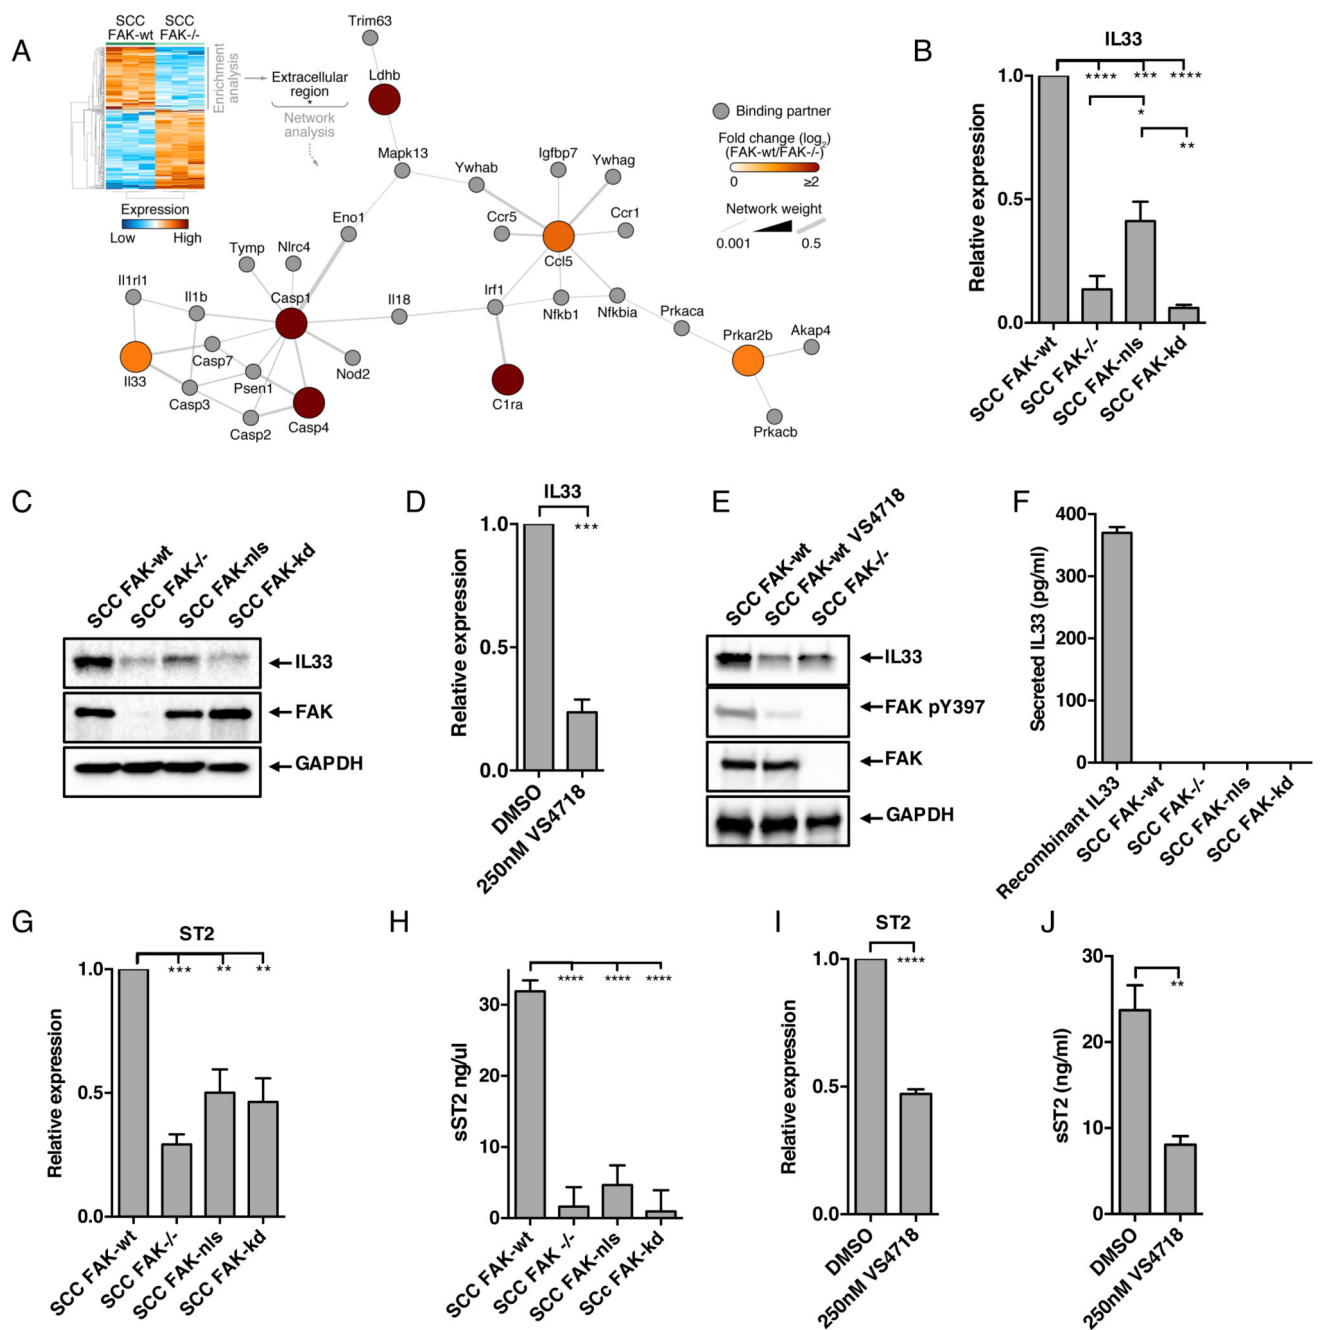 A
SCC
FAK-wt
SCC
FAK-/-
Enrichment
analysis
Extracellular
region
*
Network
analysis
Expression
Low
High
Trim63
Ldhb
Mapk13
Ywhab
Igfbp7
Ywhag
Eno1
Ccr5
Ccr1
Ccl5
Tymp
Nlrc4
Il1rl1
Il1b
Casp1
Il18
Irf1
Nfkb1
Nfkbia
Prkaca
Prkar2b
Akap4
Casp7
Nod2
Il33
Psen1
Casp3
Casp4
C1ra
Casp2
Prkacb
Binding partner
Fold change (log2)
(FAK-wt/FAK-/-)
0
≥2
Network weight
0.001
0.5
B
IL33
**** *** ****
*
**
Relative expression
1.0
0.5
0.0
SCC FAK-wt
SCC FAK-/-
SCC FAK-nls
SCC FAK-kd
C
SCC FAK-wt
SCC FAK-/-
SCC FAK-nls
SCC FAK-kd
IL33
FAK
GAPDH
D
IL33
***
Relative expression
1.0
0.5
0.0
DMSO
250nM VS4718
E
SCC FAK-wt
SCC FAK-wt VS4718
SCC FAK-/-
IL33
FAK pY397
FAK
GAPDH
F
Secreted IL33 (pg/ml)
400
300
200
100
0
Recombinant IL33
SCC FAK-wt
SCC FAK-/-
SCC FAK-nls
SCC FAK-kd
G
ST2
*** ** **
Relative expression
1.0
0.5
0.0
SCC FAK-wt
SCC FAK-/-
SCC FAK-nls
SCC FAK-kd
H
**** **** ****
sST2 ng/ul
30
20
10
0
SCC FAK-wt
SCC FAK -/-
SCC FAK-nls
SCc FAK-kd
I
ST2
****
Relative expression
1.0
0.5
0.0
DMSO
250nM VS4718
J
**
sST2 (ng/ml)
30
20
10
0
DMSO
250nM VS4718